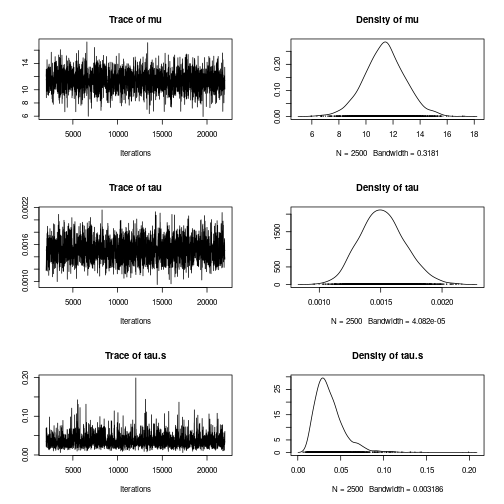 Trace of mu
Density of mu
6 8 10 14
0.00 0.10 0.20
5000 10000 15000 20000
6 8 10 12 14 16 18
Iterations
N = 2500 Bandwidth = 0.3181
Trace of tau
Density of tau
0.0010 0.0016 0.0022
0 500 1500
5000 10000 15000 20000
0.0010 0.0015 0.0020
Iterations
N = 2500 Bandwidth = 4.082e-05
Trace of tau.s
Density of tau.s
0.00 0.10 0.20
0 5 15 25
5000 10000 15000 20000
0.00 0.05 0.10 0.15 0.20
Iterations
N = 2500 Bandwidth = 0.003186